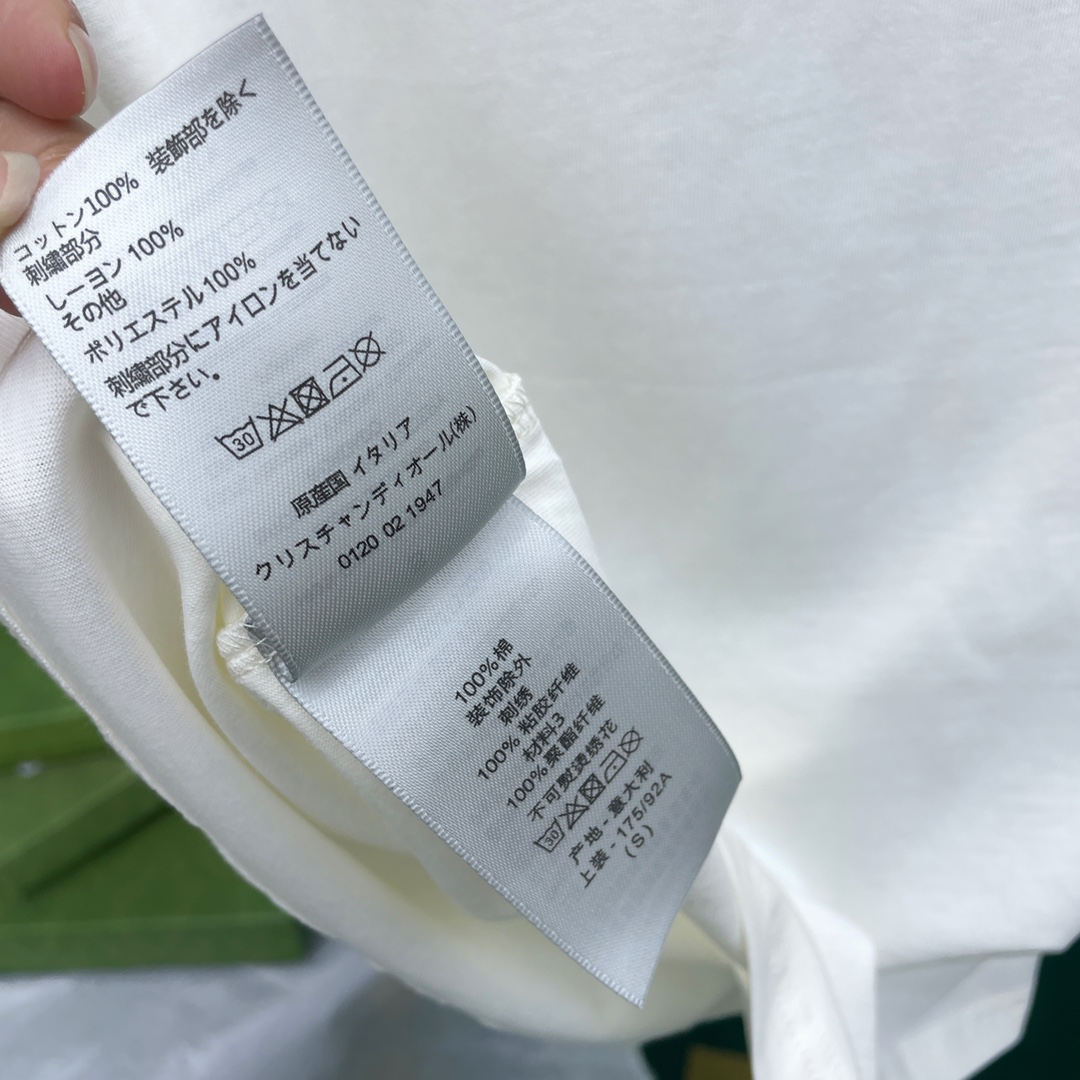 コットン100% 装飾部を除く
刺繡部分
しーヨン 100%
その他
ポリエステル100%
刺繡部分にアイロンを当てない
で下さい。
30
原産国 イタリア
クリスチャンディオール(株)
0120 02 1947
100% 棉
装饰除外
刺绣
100% 粘胶纤维
材料3
100% 聚酯纤维
不可熨烫绣花
30
产地 - 意大利
上装 - 175/92A
(S)